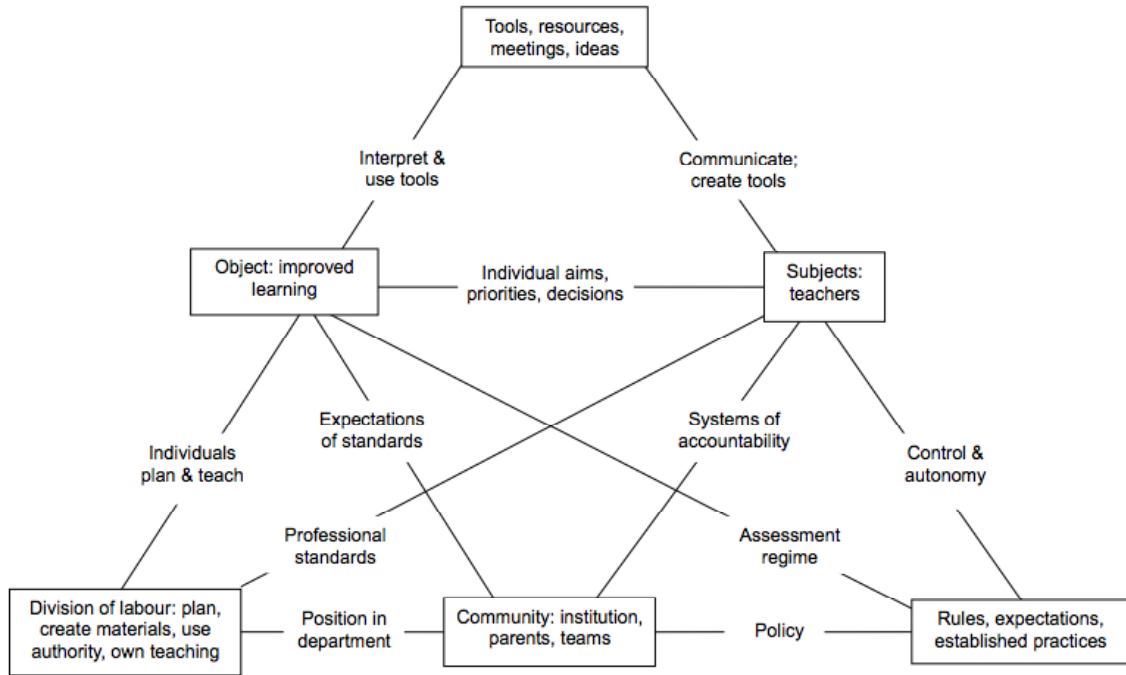 Tools, resources,
meetings, ideas
Interpret &
use tools
Communicate;
create tools
Object: improved
learning
Individual aims,
priorities, decisions
Subjects:
teachers
Individuals
plan & teach
Expectations
of standards
Systems of
accountability
Control &
autonomy
Professional
standards
Assessment
regime
Division of labour: plan,
create materials, use
authority, own teaching
Position in
department
Community: institution,
parents, teams
Policy
Rules, expectations,
established practices